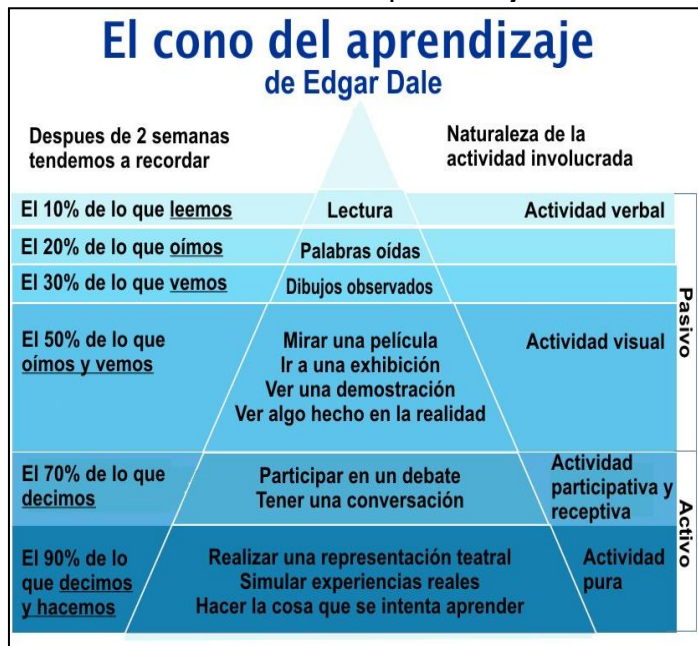 El cono del aprendizaje
de Edgar Dale
Despues de 2 semanas
tendemos a recordar
Naturaleza de la
actividad involucrada
El 10% de lo que leemos
Lectura
Actividad verbal
El 20% de lo que oímos
Palabras oídas
El 30% de lo que vemos
Dibujos observados
El 50% de lo que
oímos y vemos
Mirar una película
Ir a una exhibición
Ver una demostración
Ver algo hecho en la realidad
Actividad visual
Pasivo
El 70% de lo que
decimos
Participar en un debate
Tener una conversación
Actividad
participativa y
receptiva
El 90% de lo
que decimos
y hacemos
Realizar una representación teatral
Simular experiencias reales
Hacer la cosa que se intenta aprender
Actividad
pura
Activo